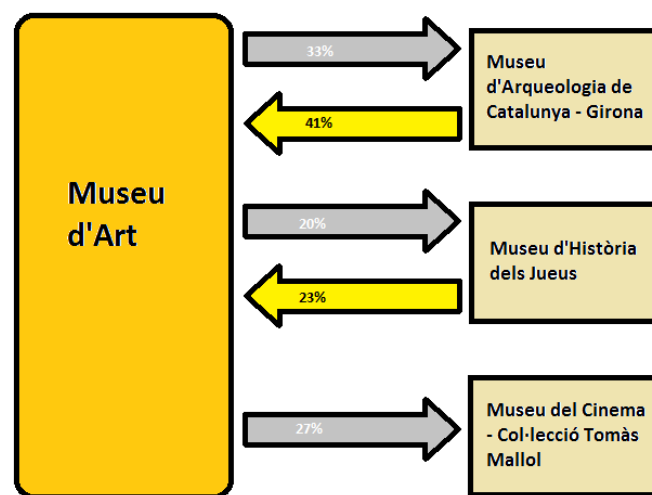 Museu
d'Art
33%
41%
20%
23%
27%
Museu
d'Arqueologia de
Catalunya - Girona
Museu d'Història
dels Jueus
Museu del Cinema
- Col·lecció Tomàs
Mallol